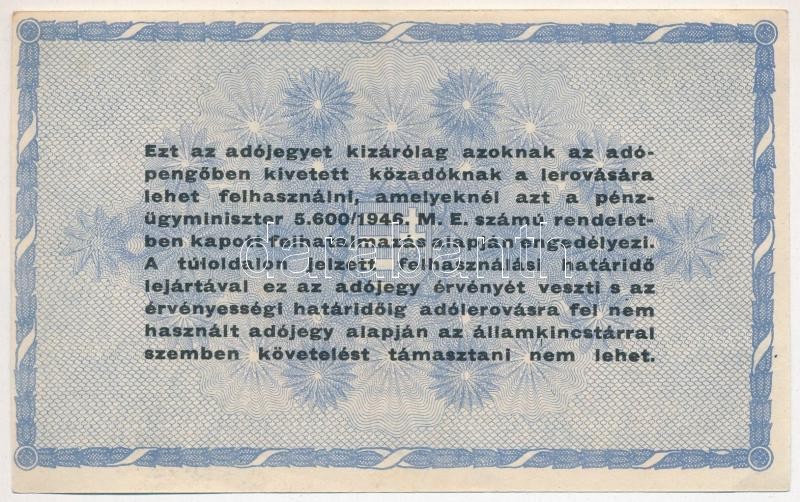 Ezt az adójegyet kizárólag azoknak az adó-
pengőben kivetett közadóknak a lerovására
lehet felhasználni, amelyeknél azt a pénz-
ügyminiszter 5.600/1946. M. E. számú rendelet-
ben kapott felhatalmazás alapján engedélyezi.
A túloldalon jelzett felhasználási határidő
lejártával ez az adójegy érvényét veszti s az
érvényességi határidőig adólerovásra fel nem
használt adójegy alapján az államkincstárral
szemben követelést támasztani nem lehet.